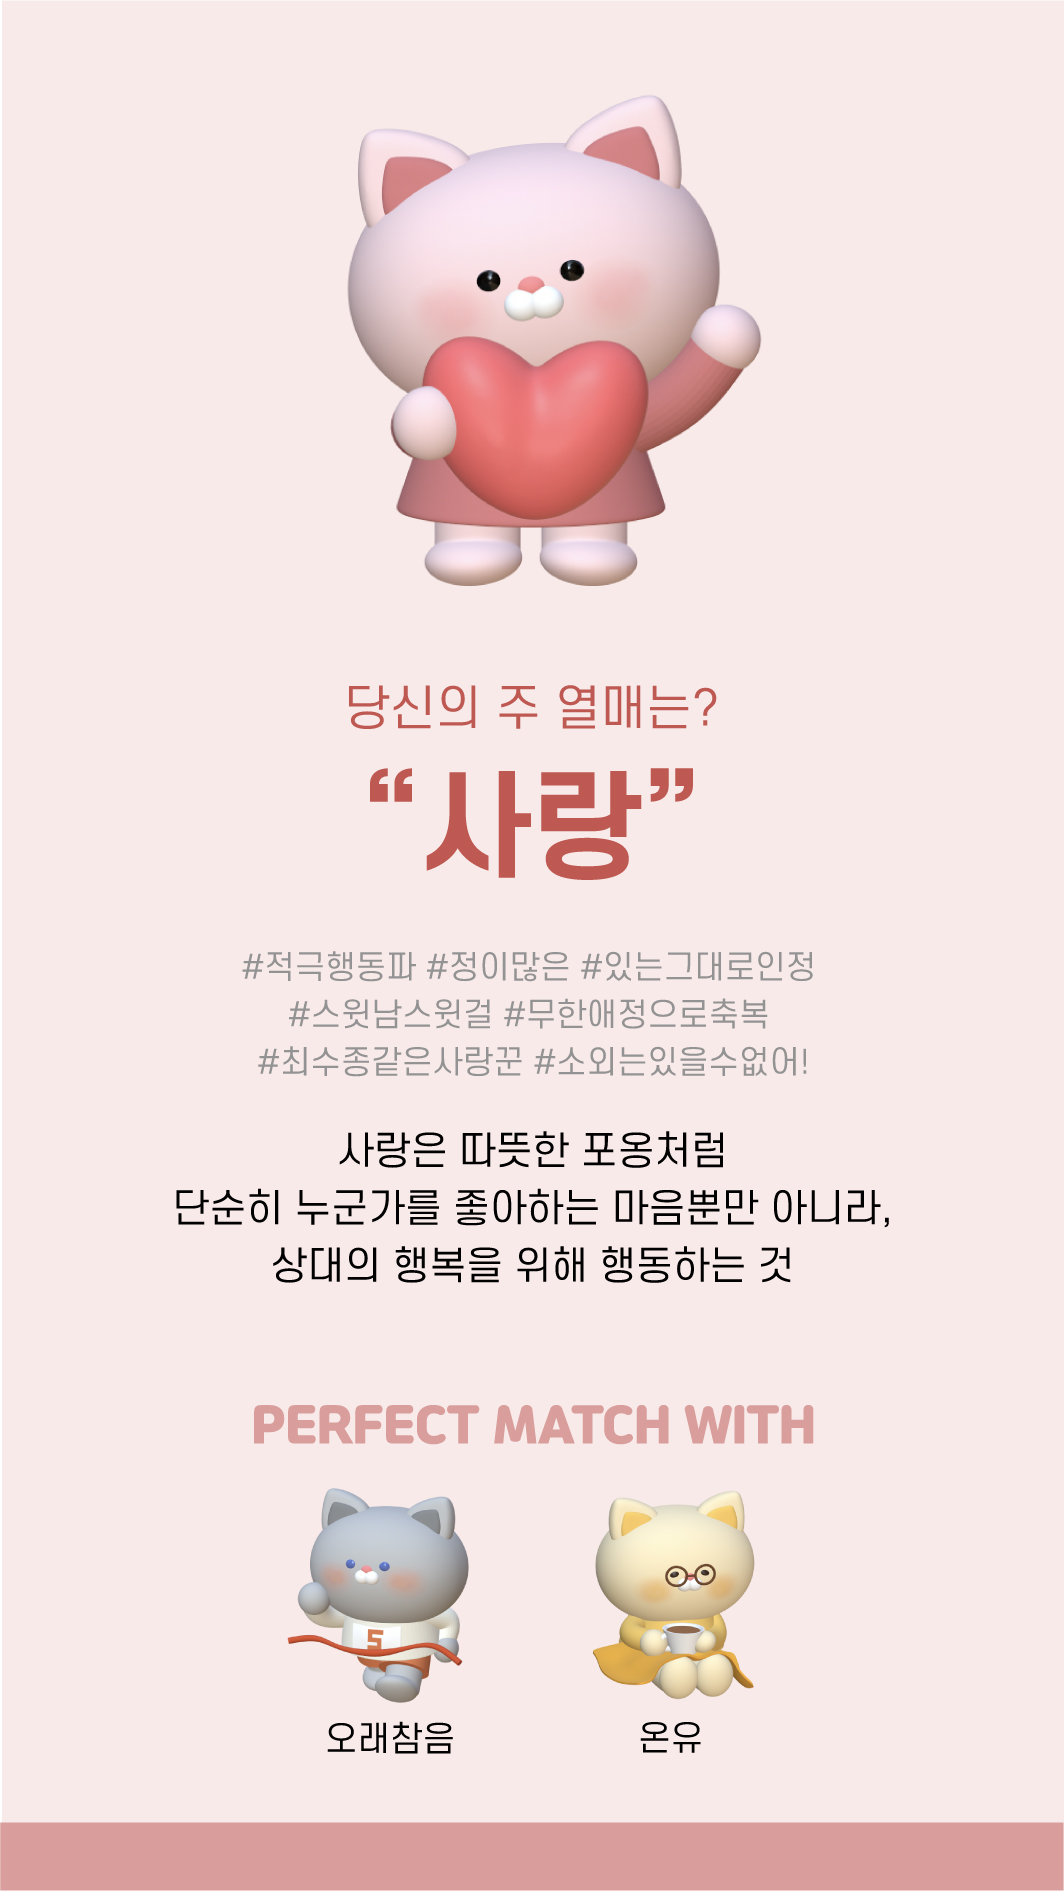 당신의 주 열매는?
“사랑”
#적극행동파 #정이많은 #있는그대로인정
#스윗남스윗걸 #무한애정으로축복
#최수종같은사랑꾼 #소외는있을수없어!
사랑은 따뜻한 포옹처럼
단순히 누군가를 좋아하는 마음뿐만 아니라,
상대의 행복을 위해 행동하는 것
PERFECT MATCH WITH
5
오래참음 온유